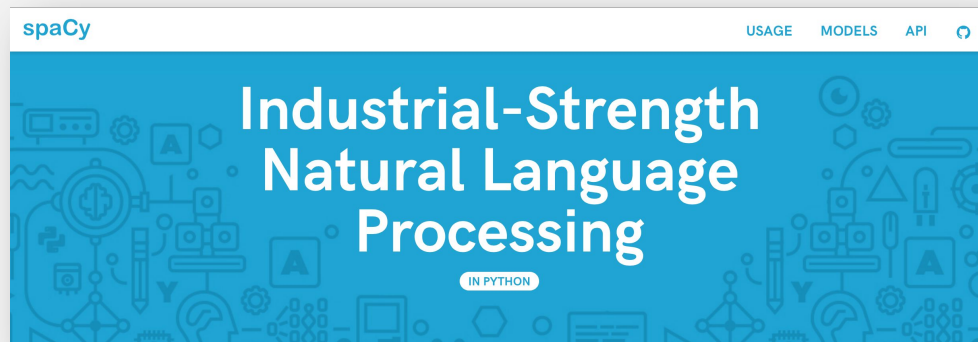 spaCy
USAGE MODELS API
Industrial-Strength
Natural Language
Processing
IN PYTHON
A
A
Y
A
Y